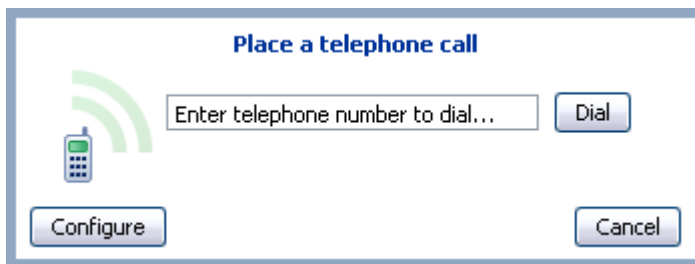 Place a telephone call
Enter telephone number to dial...
Dial
Configure
Cancel